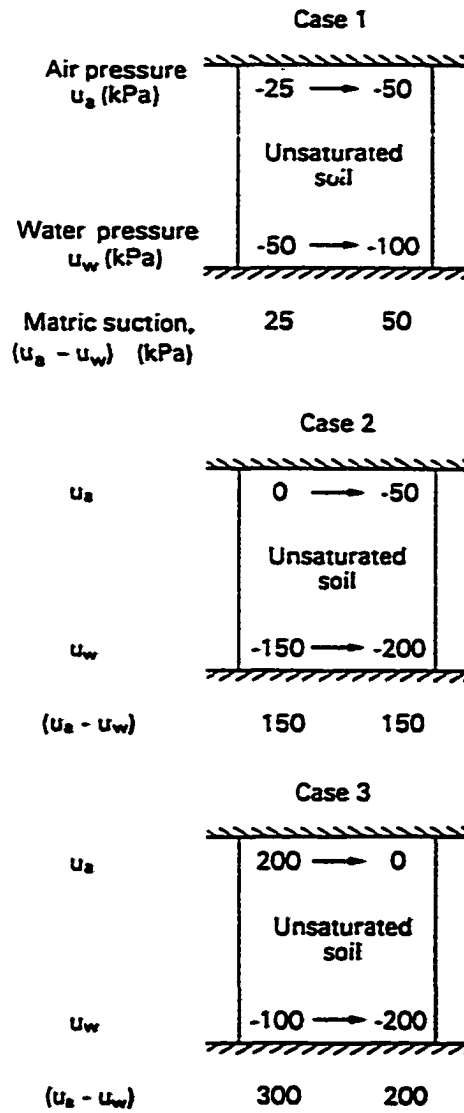 Case 1
Air pressure
u_a (kPa)
-25 → -50
Unsaturated
soil
Water pressure
u_w (kPa)
-50 → -100
Matric suction,
(u_a - u_w) (kPa)
25 50
Case 2
u_a
0 → -50
Unsaturated
soil
u_w
-150 → -200
(u_a - u_w)
150 150
Case 3
u_a
200 → 0
Unsaturated
soil
u_w
-100 → -200
(u_a - u_w)
300 200